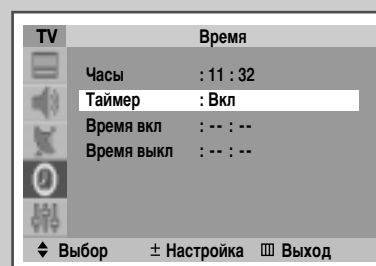 TV Время
Часы : 11 : 32
Таймер : Вкл
Время вкл : -- : --
Время выкл : -- : --
Выбор ± Настройка Выход